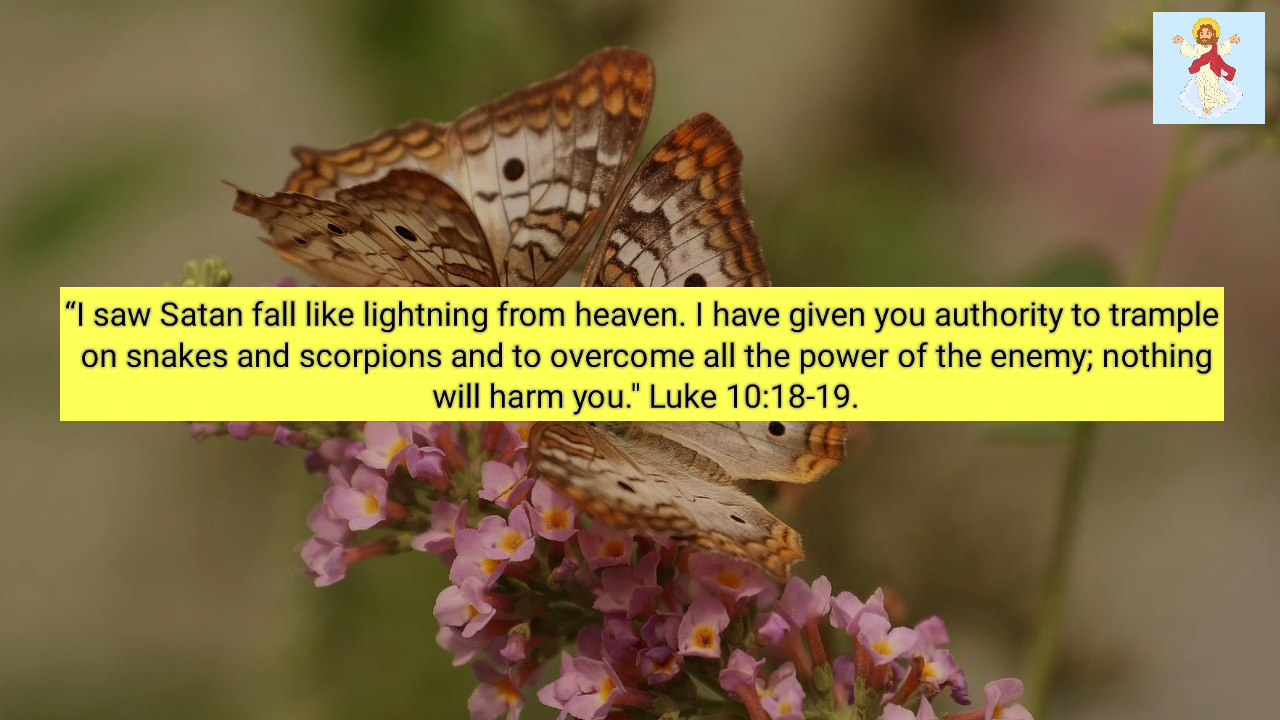 “I saw Satan fall like lightning from heaven. I have given you authority to trample
on snakes and scorpions and to overcome all the power of the enemy; nothing
will harm you." Luke 10:18-19.